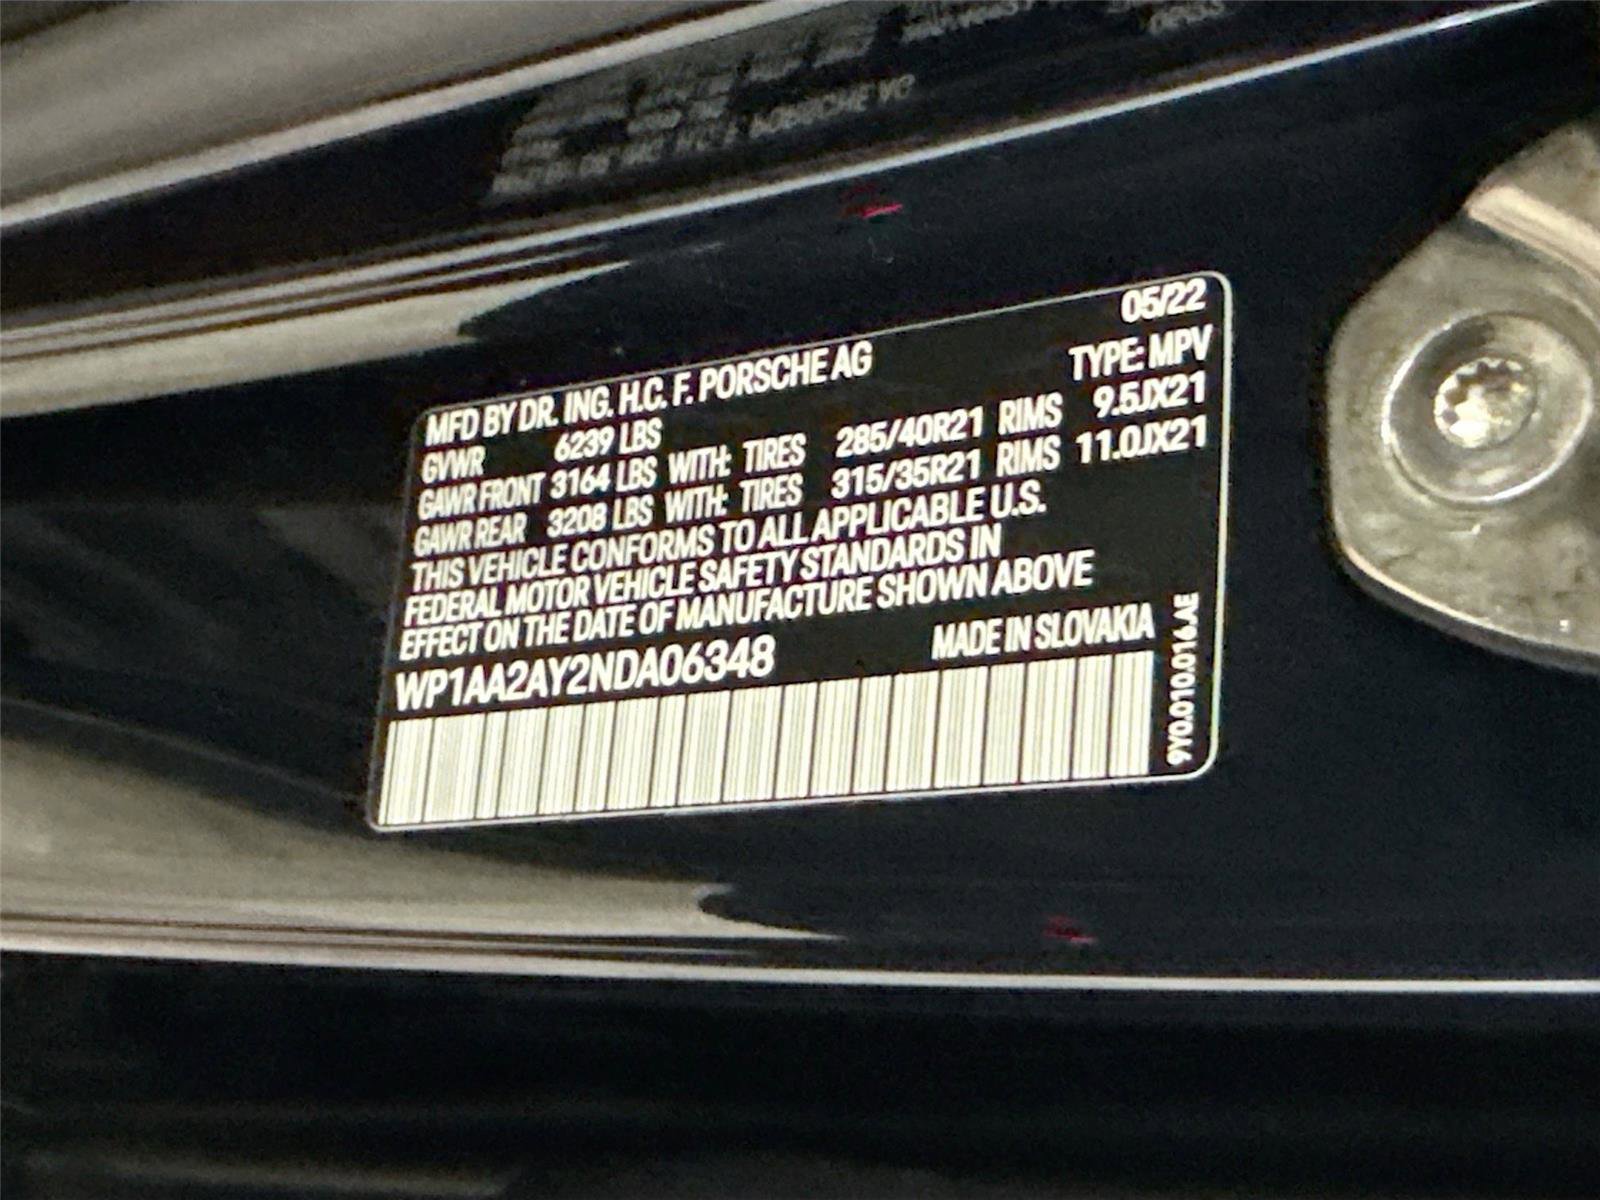 05/22
MFD BY DR. ING. H.C. F. PORSCHE AG TYPE: MPV
GVWR 6239 LBS
GAWR FRONT 3164 LBS WITH: TIRES 285/40R21 RIMS 9.5JX21
GAWR REAR 3208 LBS WITH: TIRES 315/35R21 RIMS 11.0JX21
THIS VEHICLE CONFORMS TO ALL APPLICABLE U.S.
FEDERAL MOTOR VEHICLE SAFETY STANDARDS IN
EFFECT ON THE DATE OF MANUFACTURE SHOWN ABOVE
WP1AA2AY2NDA06348 MADE IN SLOVAKIA
9Y0.010.016.AE